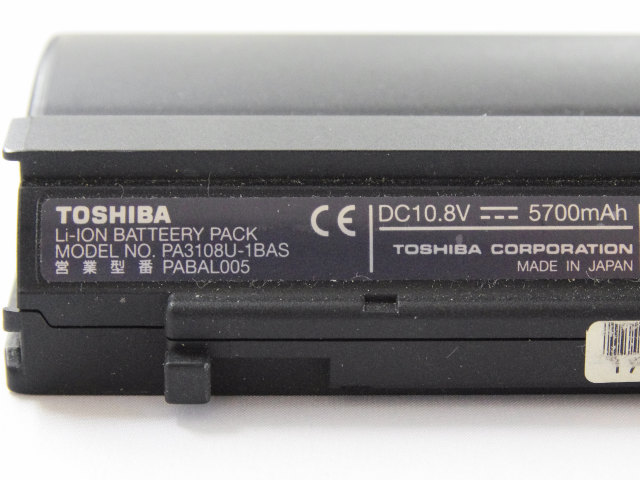 TOSHIBA
Li-ION BATTEERY PACK
MODEL NO. PA3108U-1BAS
営業型番 PABAL005
CE
DC10.8V 5700mAh
TOSHIBA CORPORATION
MADE IN JAPAN